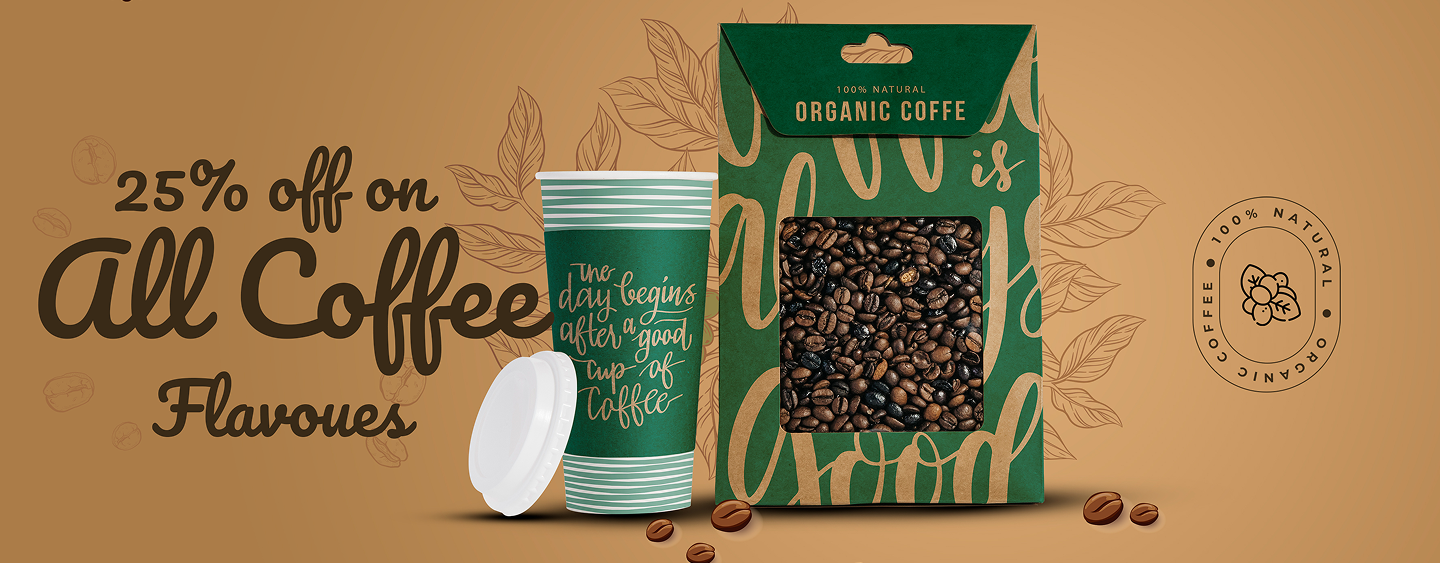 25% off on
All Coffee
Flavoues
the
day begins
after a good
cup of
Coffee
100% NATURAL
ORGANIC COFFE
is
always
Good
100% NATURAL • ORGANIC COFFEE •